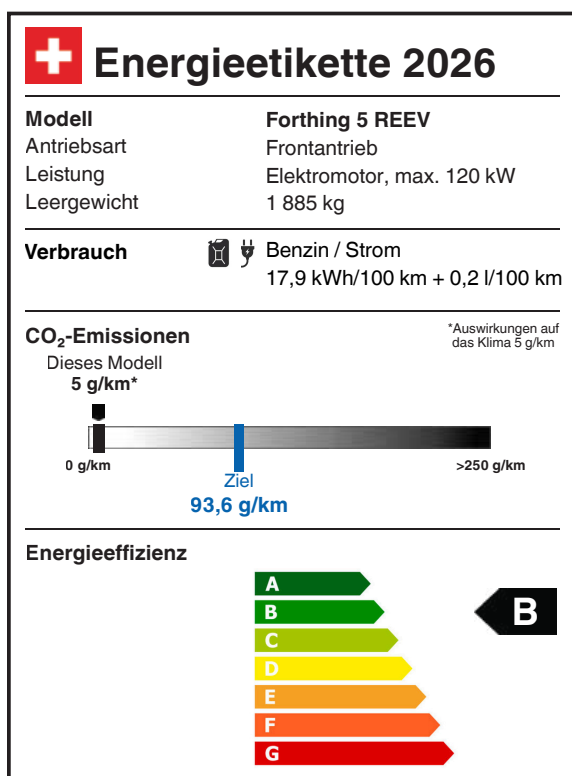 Energieetikette 2026
Modell Forthing 5 REEV
Antriebsart Frontantrieb
Leistung Elektromotor, max. 120 kW
Leergewicht 1 885 kg
Verbrauch Benzin / Strom
17,9 kWh/100 km + 0,2 l/100 km
CO₂-Emissionen
*Auswirkungen auf
das Klima 5 g/km
Dieses Modell
5 g/km*
0 g/km >250 g/km
Ziel
93,6 g/km
Energieeffizienz
A
B B
C
D
E
F
G